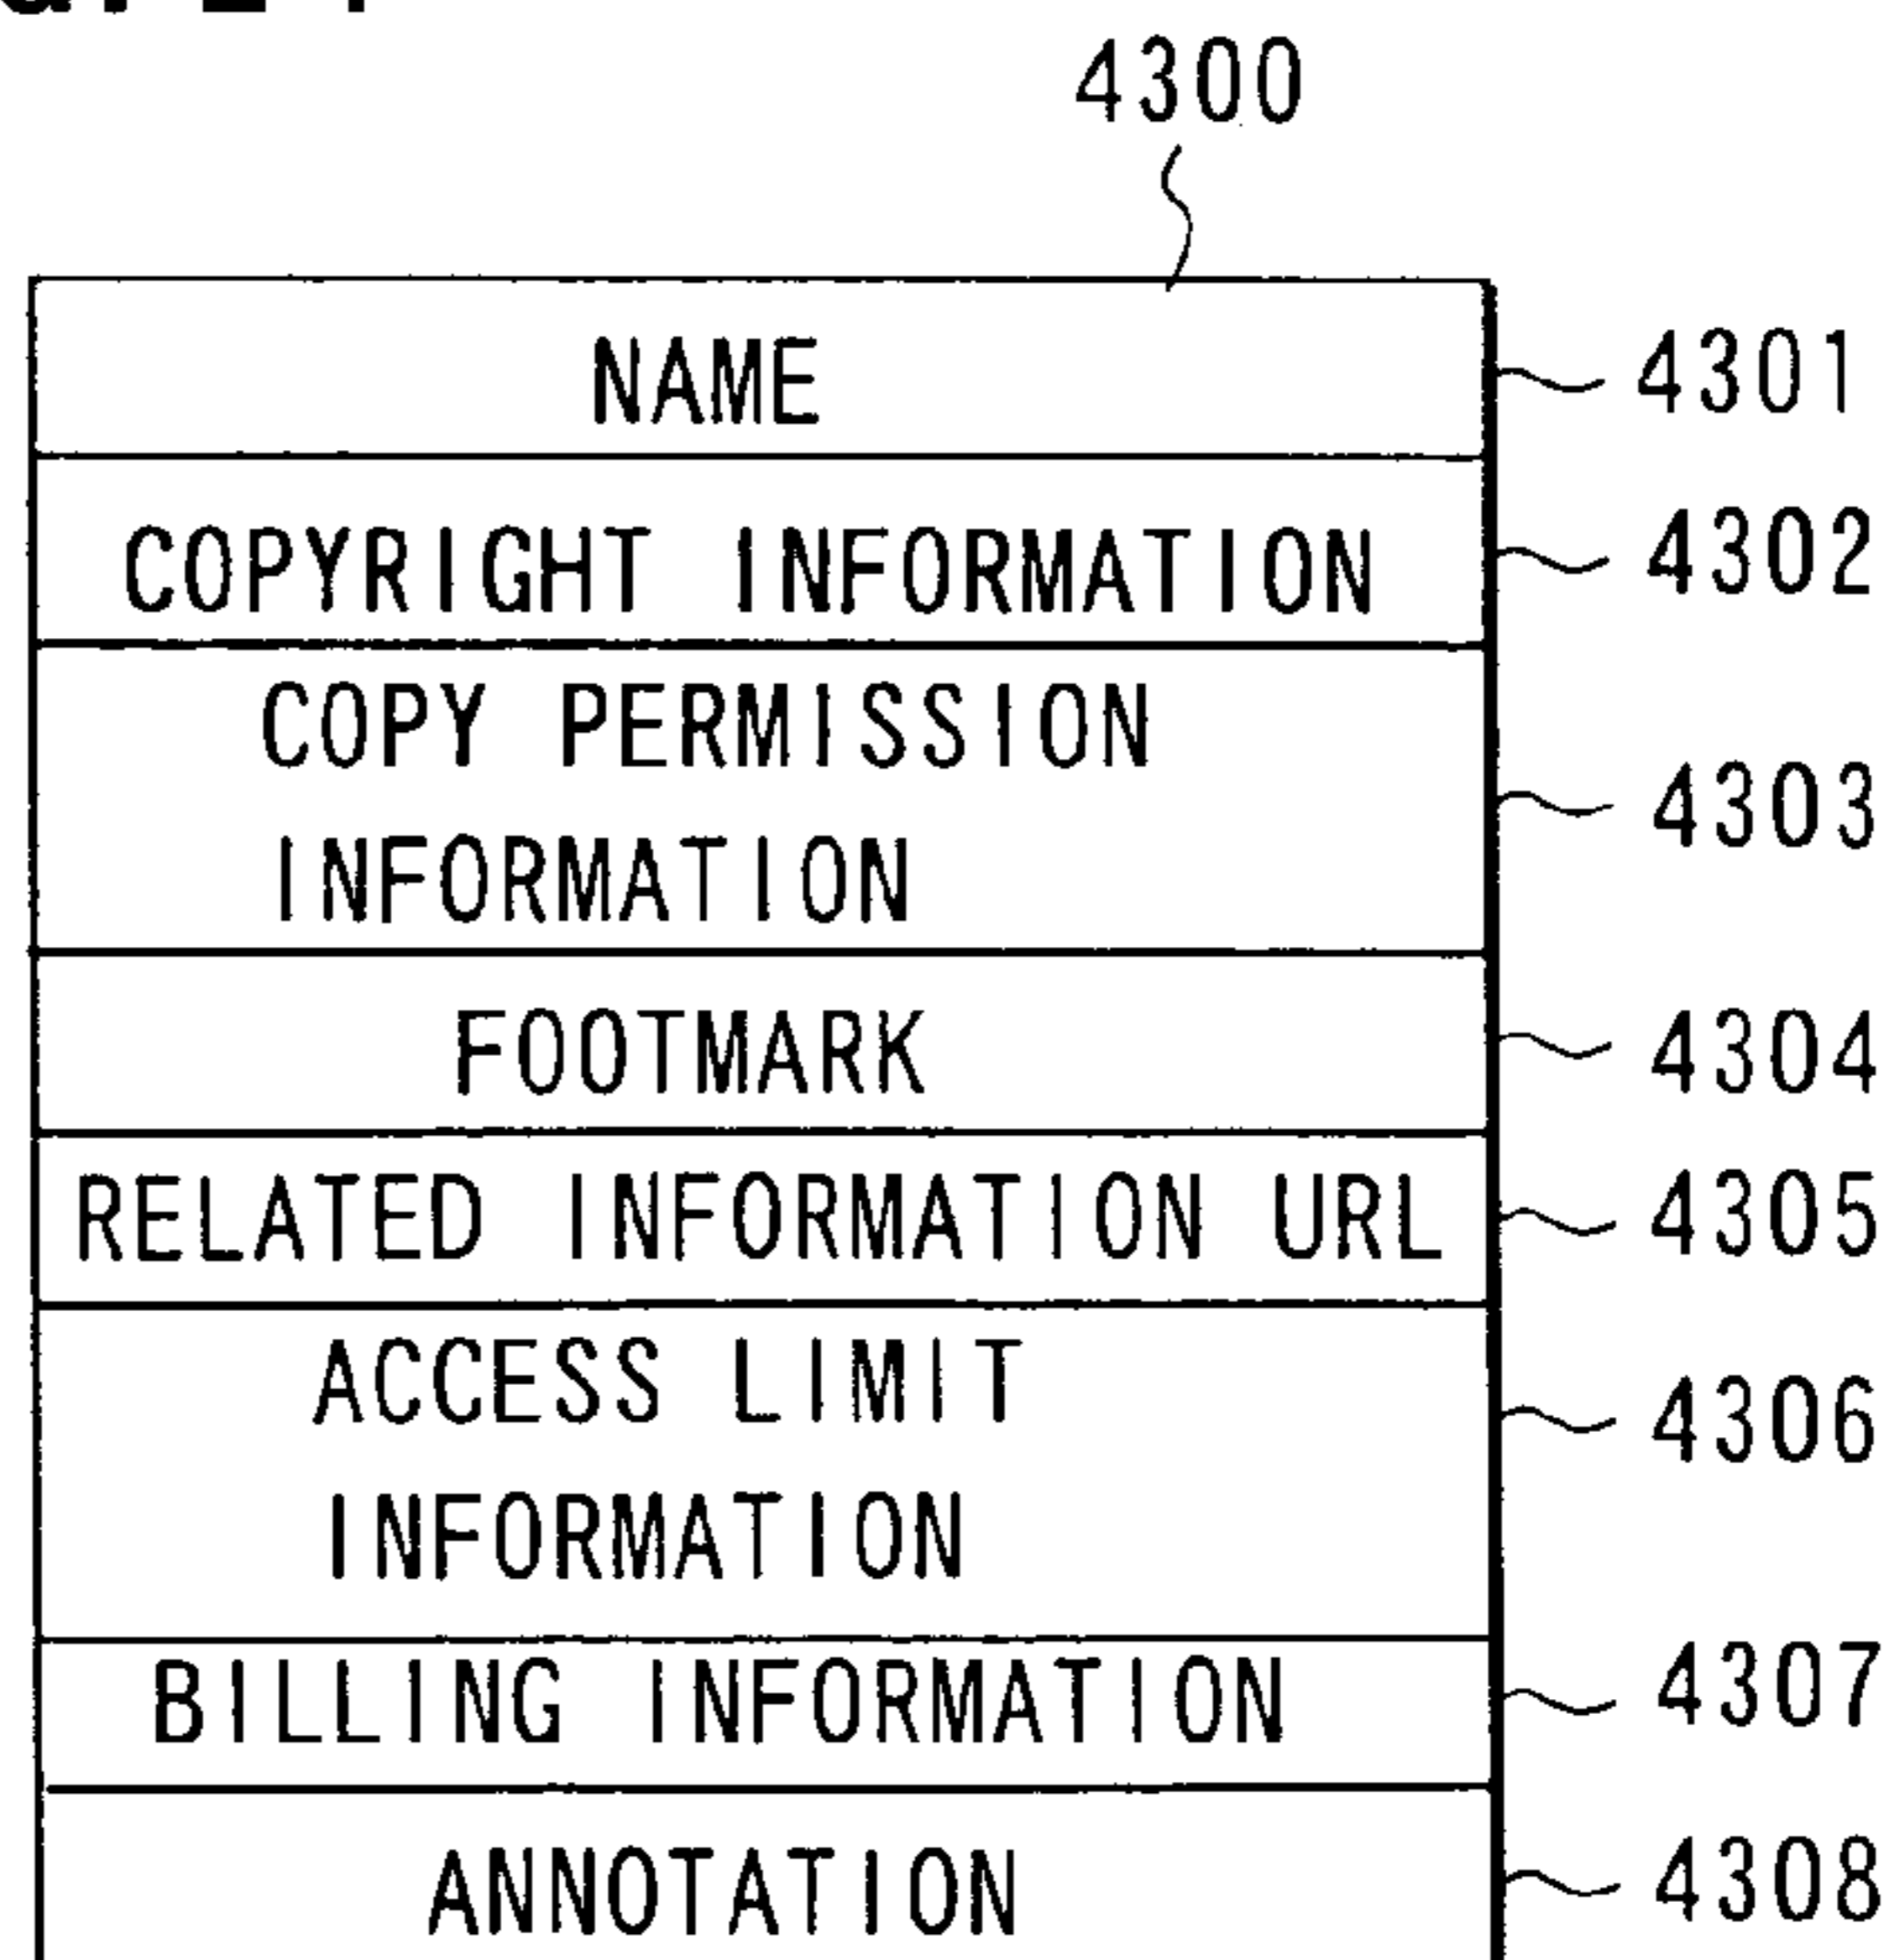 4300
NAME 4301
COPYRIGHT INFORMATION 4302
COPY PERMISSION
INFORMATION 4303
FOOTMARK 4304
RELATED INFORMATION URL 4305
ACCESS LIMIT 4306
INFORMATION
BILLING INFORMATION 4307
ANNOTATION 4308